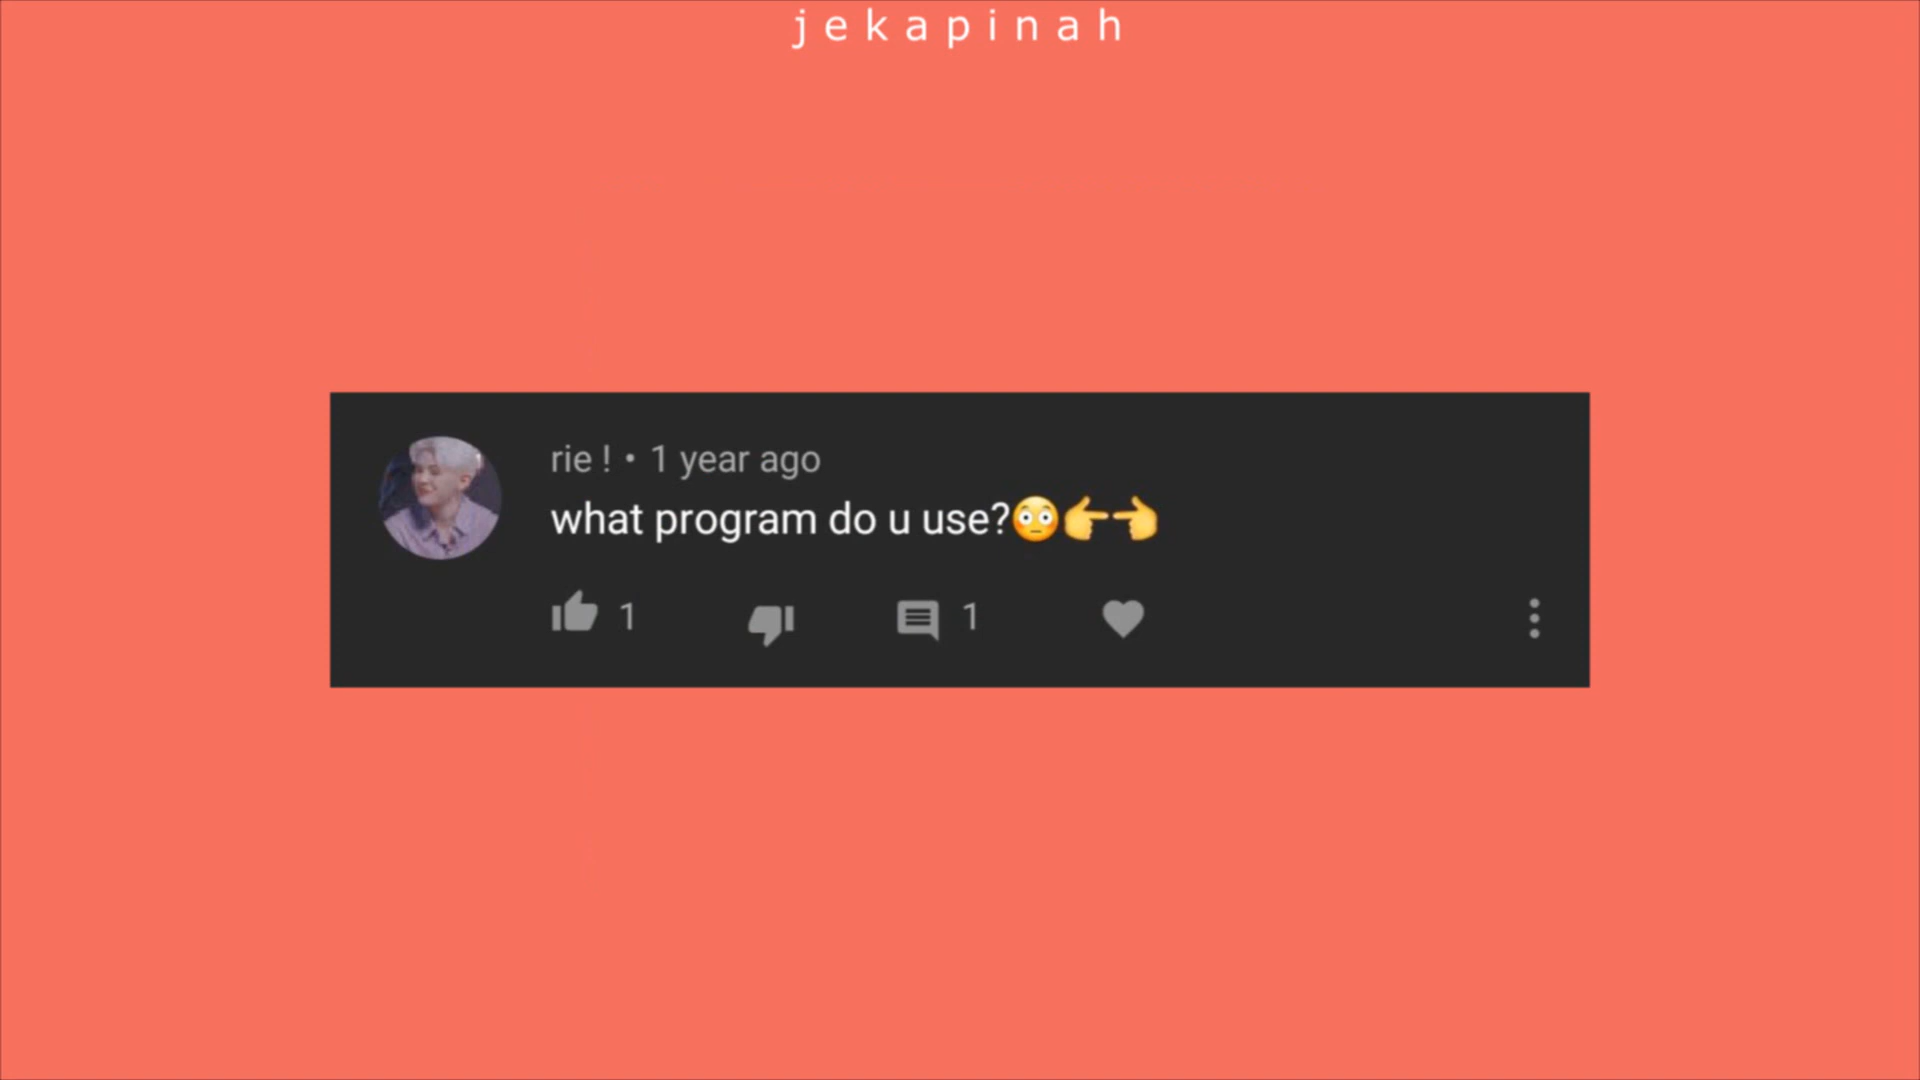 jekapinah
rie ! • 1 year ago
what program do u use?😳👉👈
1
1